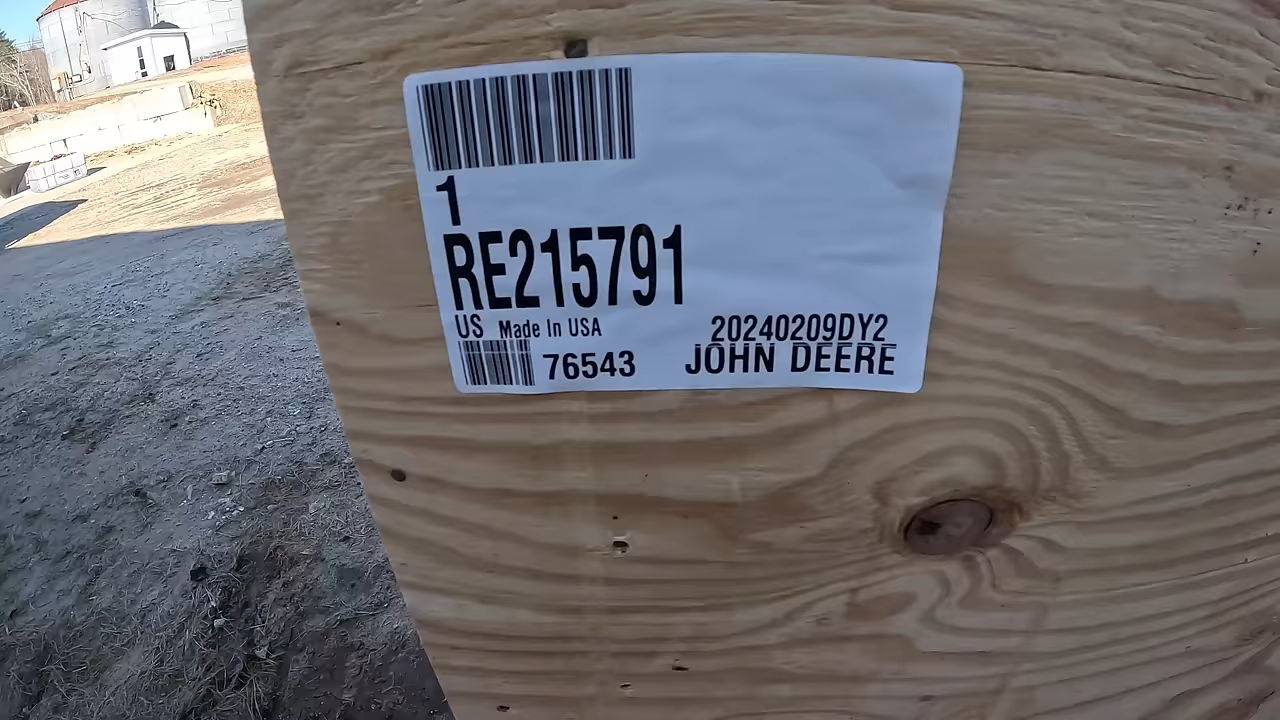 1
RE215791
US Made In USA
20240209DY2
76543
JOHN DEERE